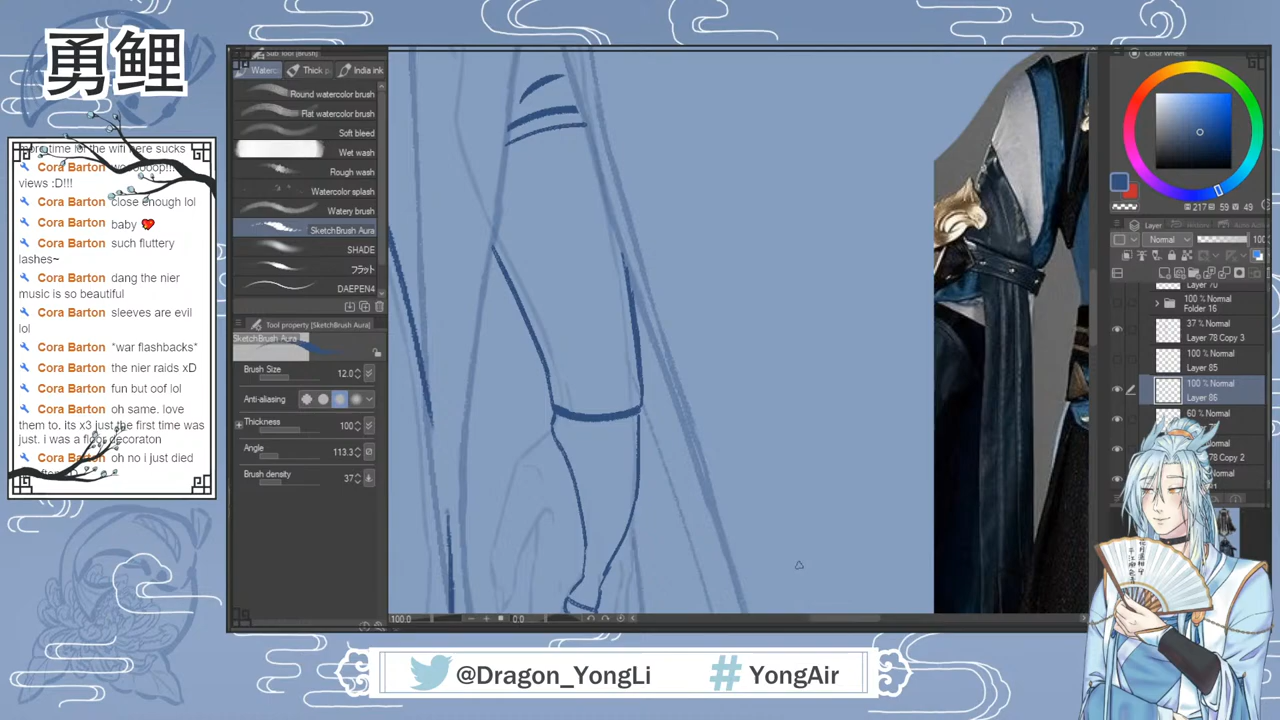 勇鲤
more time for the wifi here sucks
Cora Barton
views :D!!!
Cora Barton close enough lol
Cora Barton baby
Cora Barton such fluttery
lashes~
Cora Barton dang the nier
music is so beautiful
Cora Barton sleeves are evil
lol
Cora Barton *war flashbacks*
Cora Barton the nier raids xD
Cora Barton fun but oof lol
Cora Barton oh same. love
them to. its x3 just the first time was
just. i was a floor decoraton
Cora Barton oh no i just died
Sub Tool [Brush]
Waterc
Thick p
India ink
Round watercolor brush
Flat watercolor brush
Soft bleed
Wet wash
Rough wash
Watercolor splash
Watery brush
SketchBrush Aura
SHADE
フラット
DAEPEN4
Tool property [SketchBrush Aura]
SketchBrush Aura
Brush Size 12.0
Anti-aliasing
Thickness 100
Angle 113.3
Brush density 37
100.0
0.0
Color Wheel
217 59 49
Layer
Normal 100
Layer 70
100 % Normal
Folder 16
37 % Normal
Layer 78 Copy 3
100 % Normal
Layer 85
100 % Normal
Layer 86
60 % Normal
@Dragon_YongLi
# YongAir